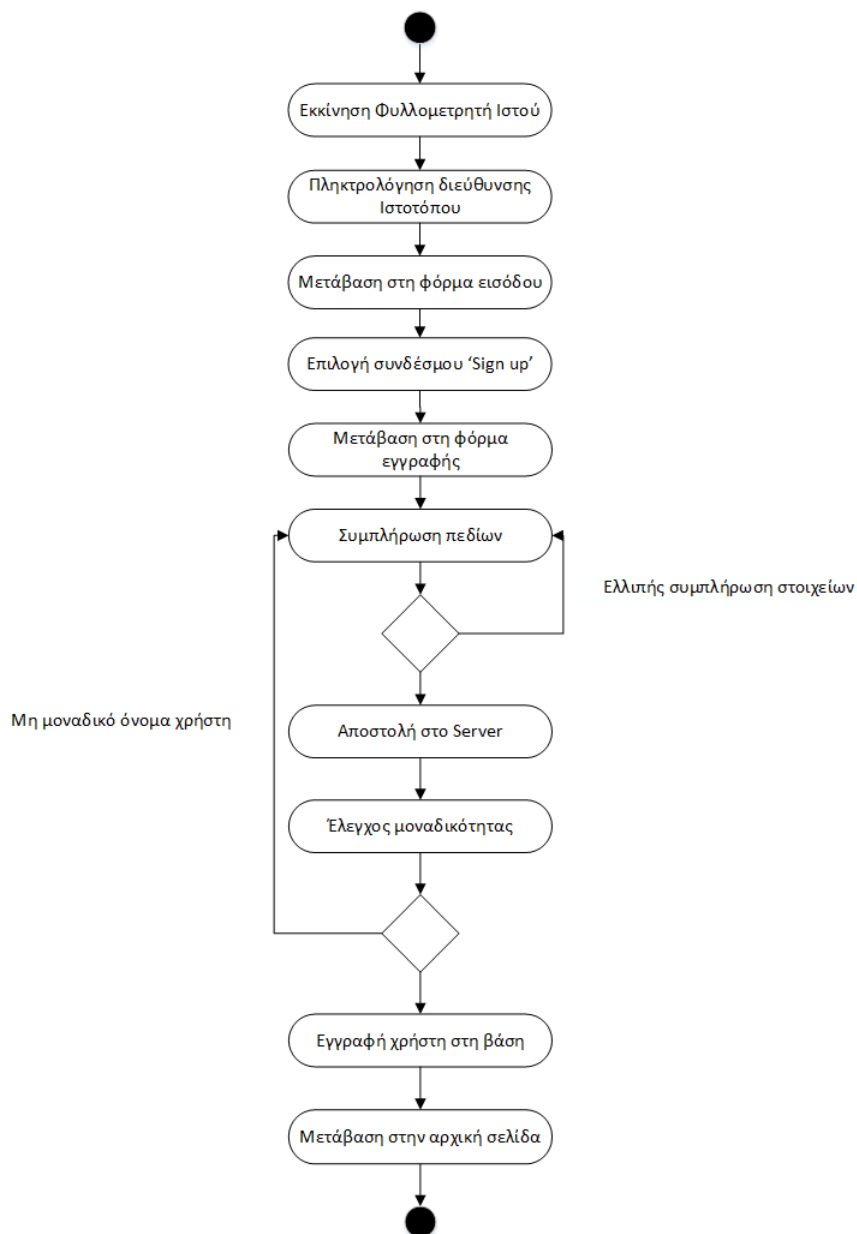 Εκκίνηση Φυλλομετρητή Ιστού
Πληκτρολόγηση διεύθυνσης
Ιστοτόπου
Μετάβαση στη φόρμα εισόδου
Επιλογή συνδέσμου ‘Sign up’
Μετάβαση στη φόρμα
εγγραφής
Συμπλήρωση πεδίων
Ελλιπής συμπλήρωση στοιχείων
Μη μοναδικό όνομα χρήστη
Αποστολή στο Server
Έλεγχος μοναδικότητας
Εγγραφή χρήστη στη βάση
Μετάβαση στην αρχική σελίδα